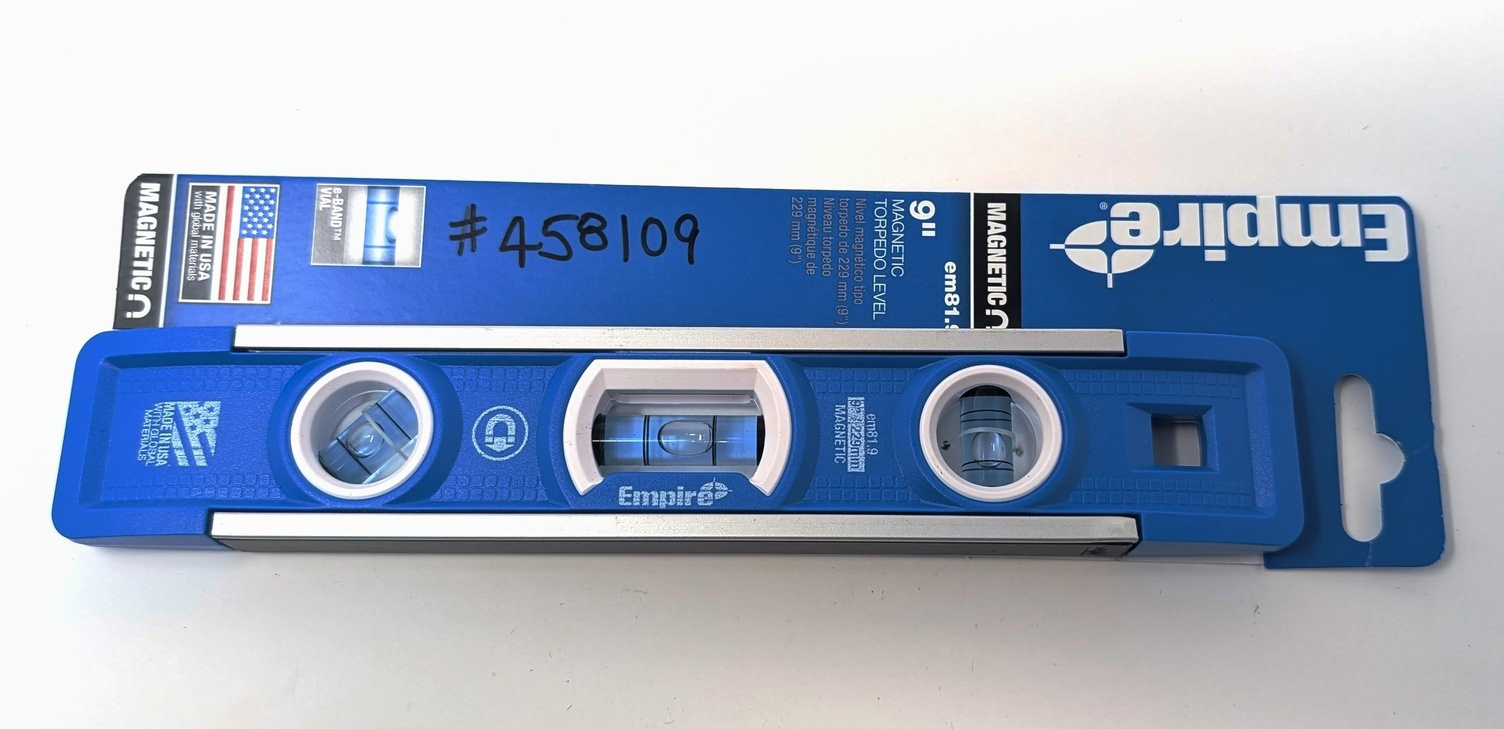 MAGNETIC
MADE IN USA
with global materials
e-BAND™
VIAL
#458109
9"
MAGNETIC
TORPEDO LEVEL
Nivel magnético tipo
torpedo de 229 mm (9")
Niveau torpedo
magnétique de
229 mm (9")
em81.9
MAGNETIC
Empire®
MADE IN USA
WITH GLOBAL
MATERIALS
Empire
em81.9
9"/229mm
MAGNETIC